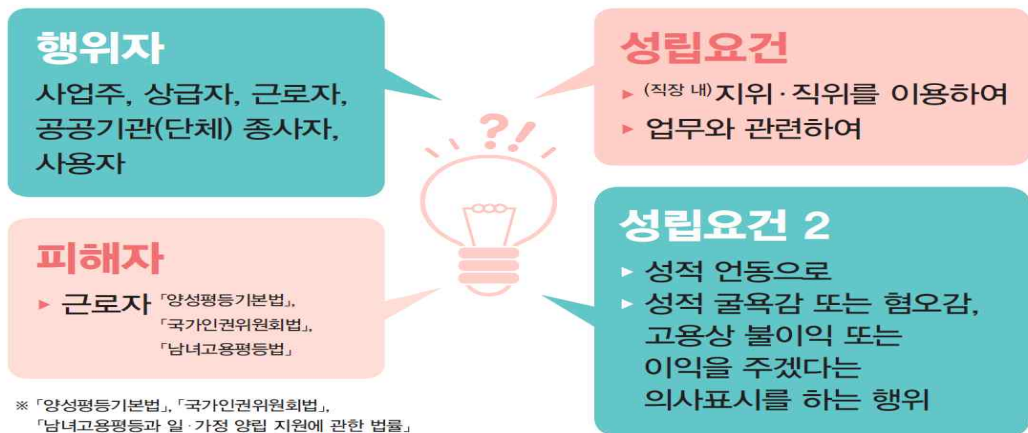 행위자
사업주, 상급자, 근로자,
공공기관(단체) 종사자,
사용자
성립요건
▸ (직장 내) 지위·직위를 이용하여
▸ 업무와 관련하여
?!
피해자
▸ 근로자 「양성평등기본법」,
「국가인권위원회법」,
「남녀고용평등법」
성립요건 2
▸ 성적 언동으로
▸ 성적 굴욕감 또는 혐오감,
고용상 불이익 또는
이익을 주겠다는
의사표시를 하는 행위
※ 「양성평등기본법」, 「국가인권위원회법」,
「남녀고용평등과 일·가정 양립 지원에 관한 법률」